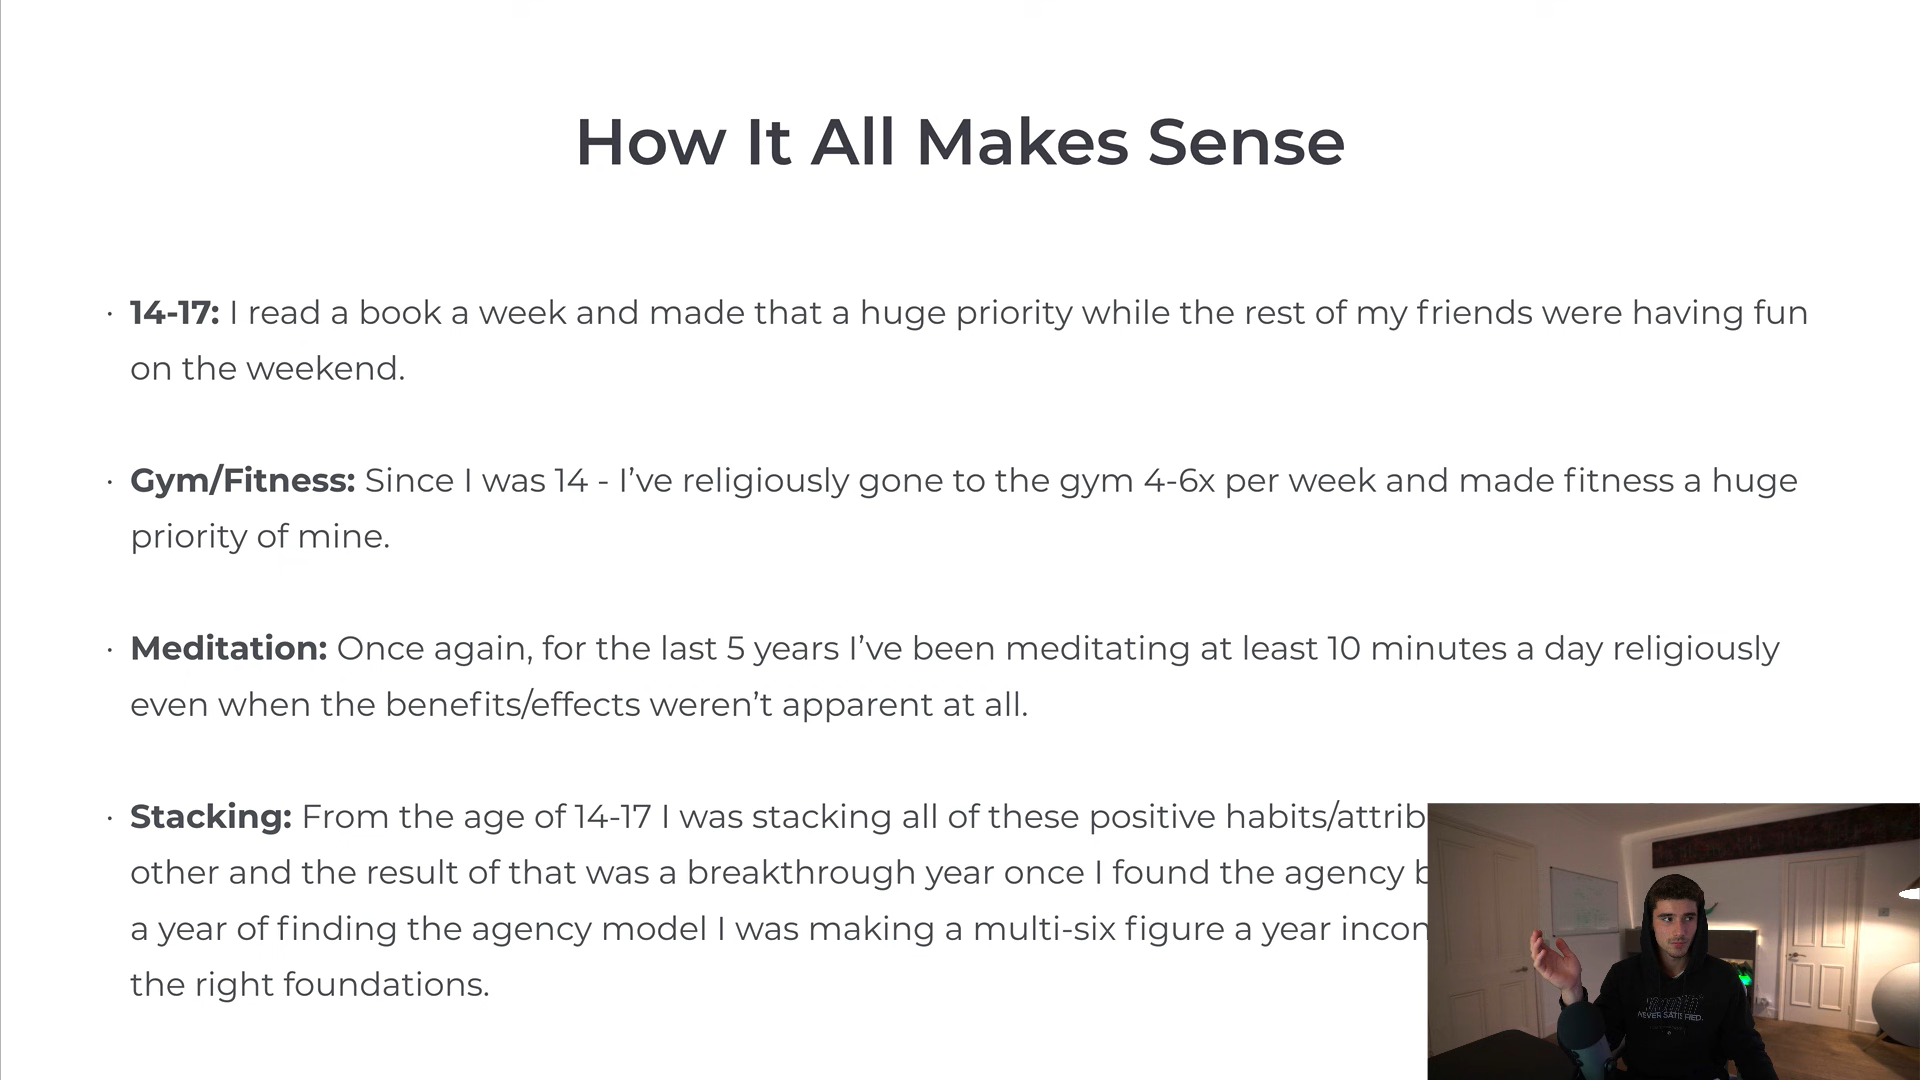 How It All Makes Sense
· 14-17: I read a book a week and made that a huge priority while the rest of my friends were having fun
on the weekend.
· Gym/Fitness: Since I was 14 - I’ve religiously gone to the gym 4-6x per week and made fitness a huge
priority of mine.
· Meditation: Once again, for the last 5 years I’ve been meditating at least 10 minutes a day religiously
even when the benefits/effects weren’t apparent at all.
· Stacking: From the age of 14-17 I was stacking all of these positive habits/attrib
other and the result of that was a breakthrough year once I found the agency
a year of finding the agency model I was making a multi-six figure a year incom
the right foundations.
NEVER SATISFIED.